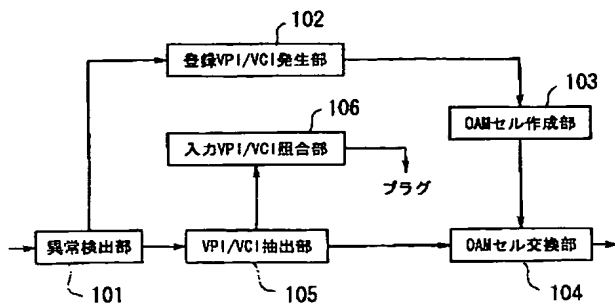 102
登録VPI/VCI発生部
103
106
OAMセル作成部
入力VPI/VCI照合部
プラグ
異常検出部
VPI/VCI抽出部
OAMセル交換部
101
105
104